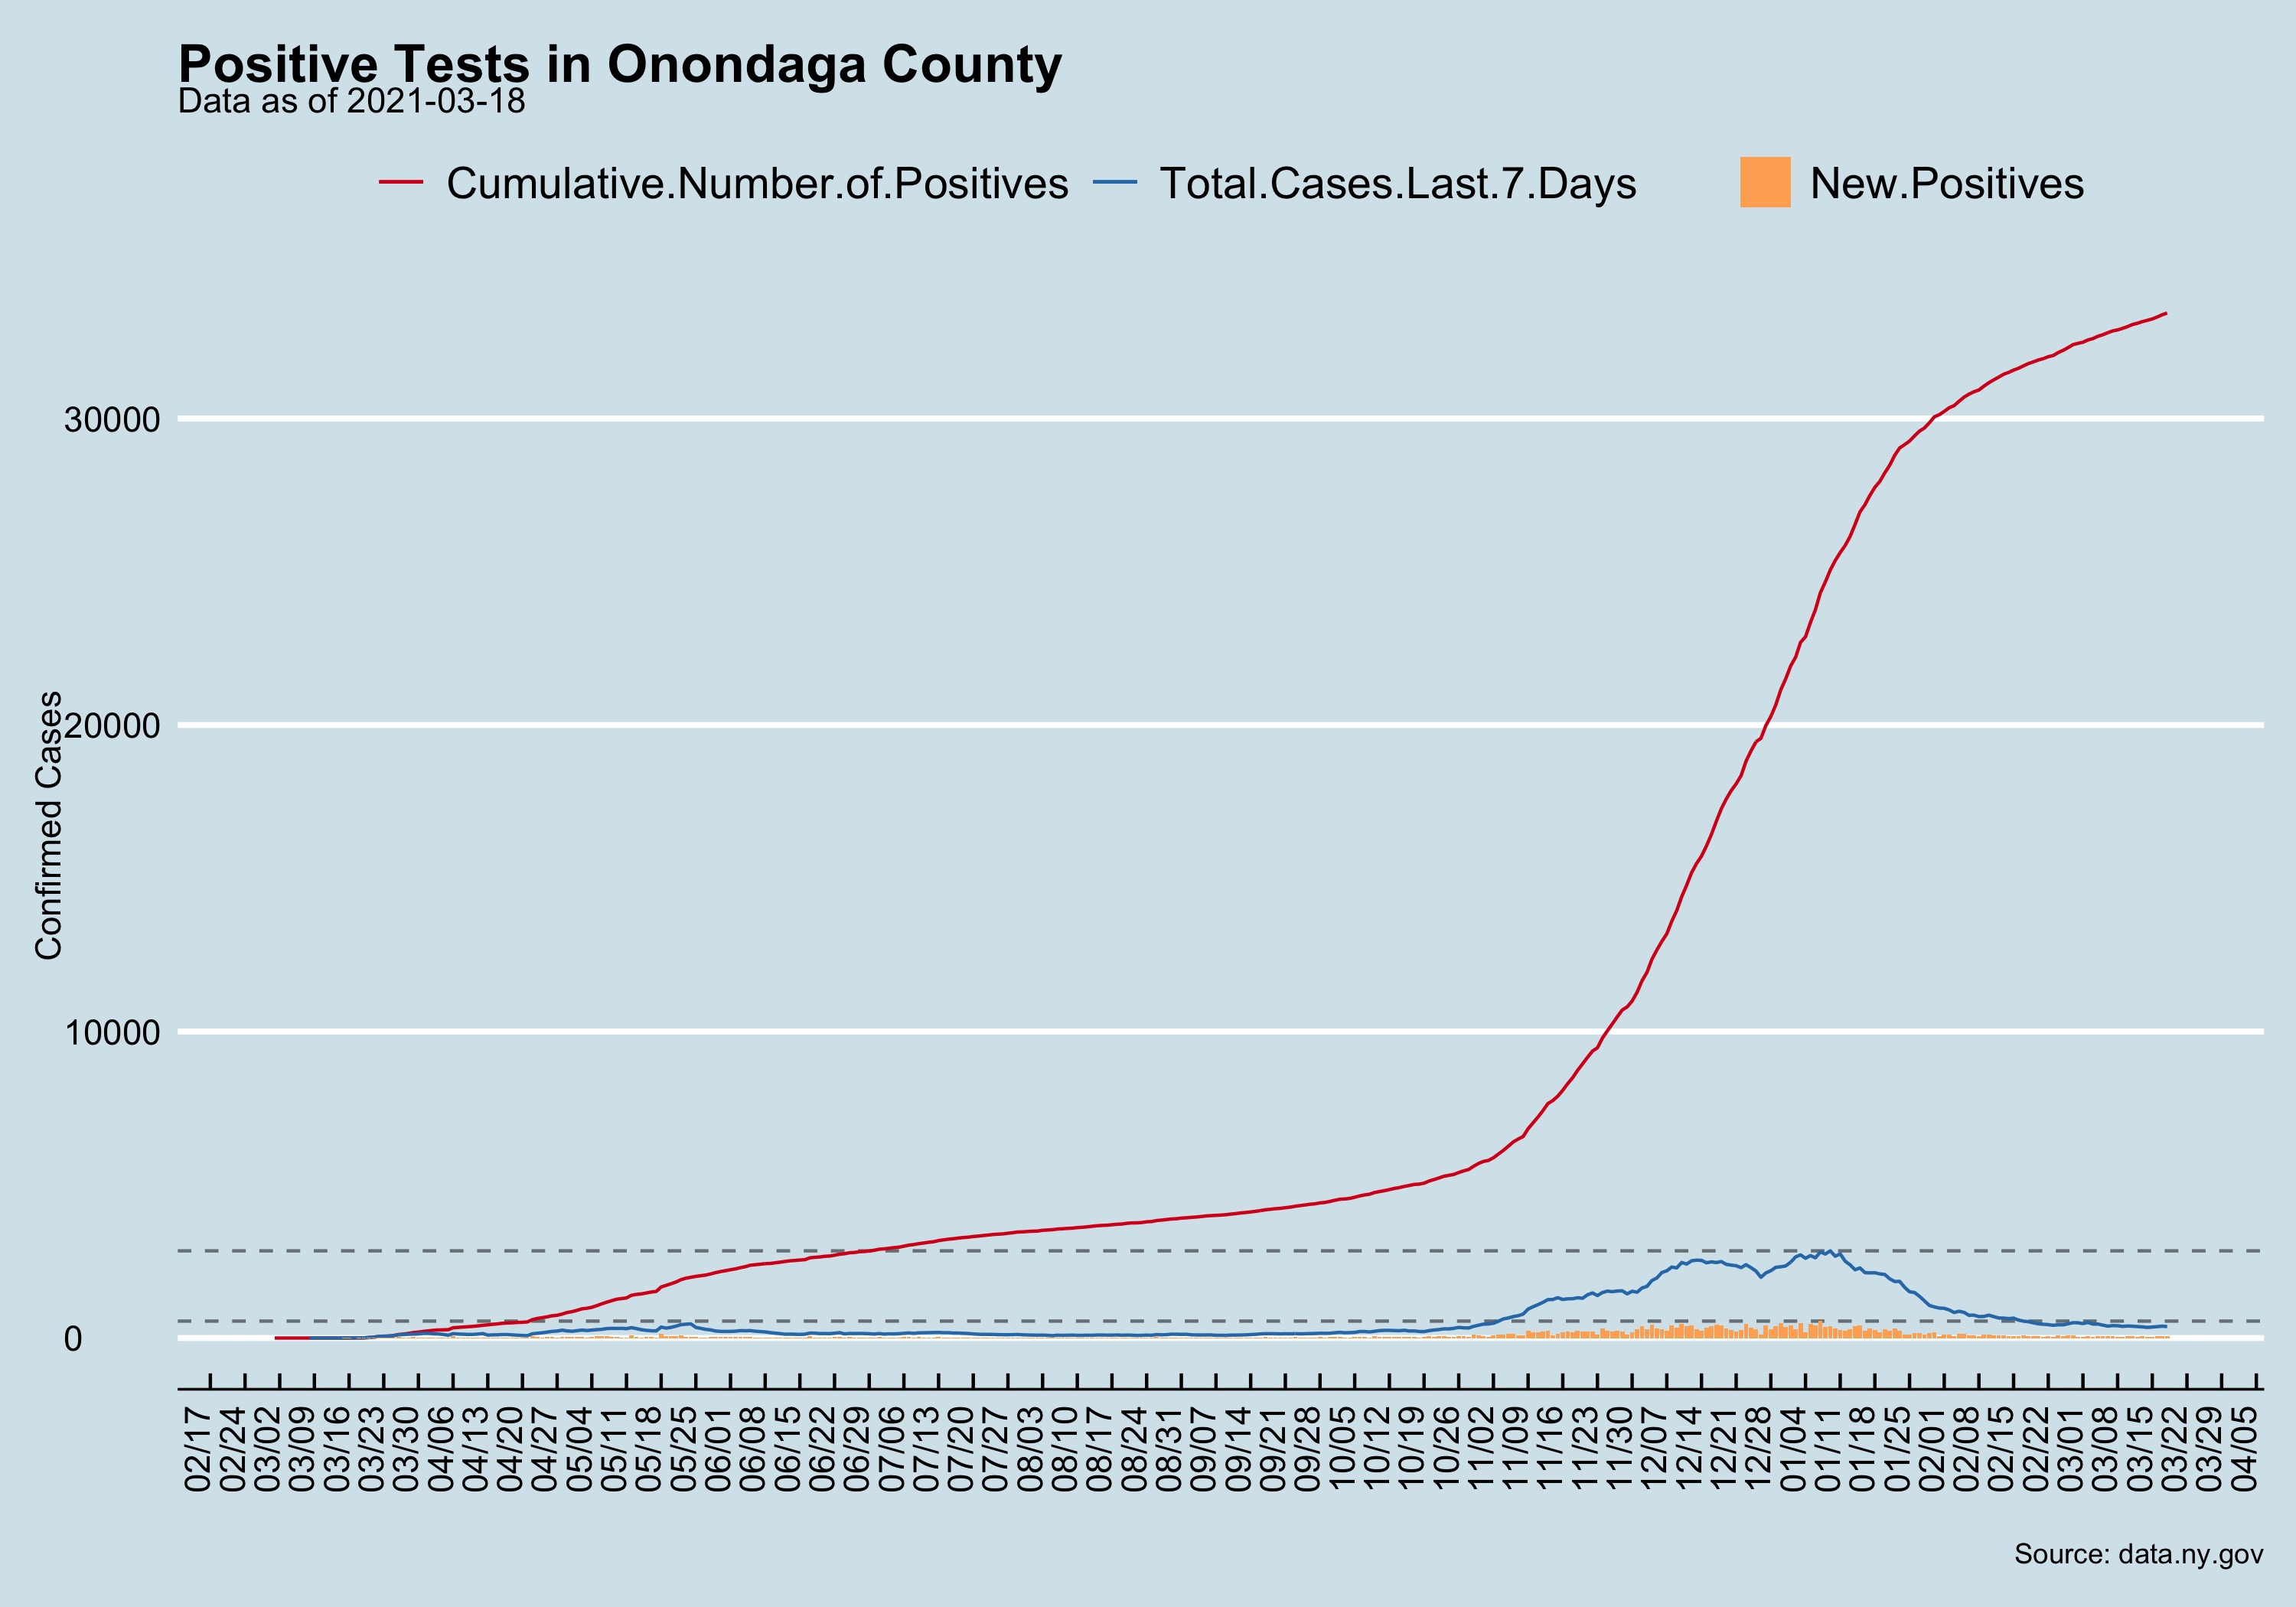 Positive Tests in Onondaga County
Data as of 2021-03-18
Cumulative.Number.of.Positives Total.Cases.Last.7.Days New.Positives
Confirmed Cases
30000
20000
10000
0
02/17 02/24 03/02 03/09 03/16 03/23 03/30 04/06 04/13 04/20 04/27 05/04 05/11 05/18 05/25 06/01 06/08 06/15 06/22 06/29 07/06 07/13 07/20 07/27 08/03 08/10 08/17 08/24 08/31 09/07 09/14 09/21 09/28 10/05 10/12 10/19 10/26 11/02 11/09 11/16 11/23 11/30 12/07 12/14 12/21 12/28 01/04 01/11 01/18 01/25 02/01 02/08 02/15 02/22 03/01 03/08 03/15 03/22 03/29 04/05
Source: data.ny.gov